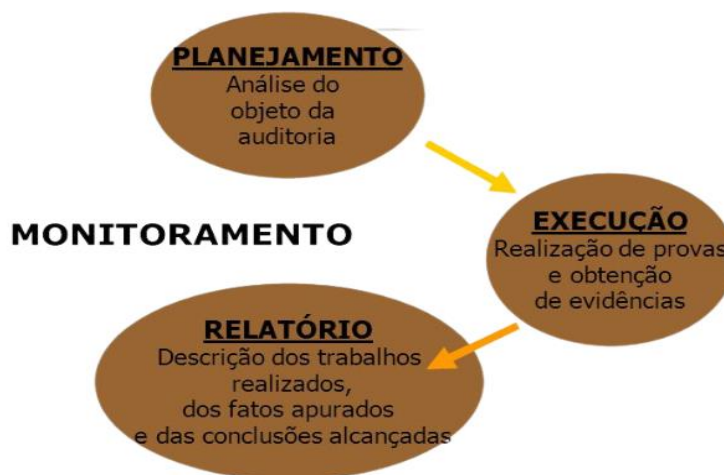 PLANEJAMENTO
Análise do
objeto da
auditoria
MONITORAMENTO
EXECUÇÃO
Realização de provas
e obtenção
de evidências
RELATÓRIO
Descrição dos trabalhos
realizados,
dos fatos apurados
e das conclusões alcançadas